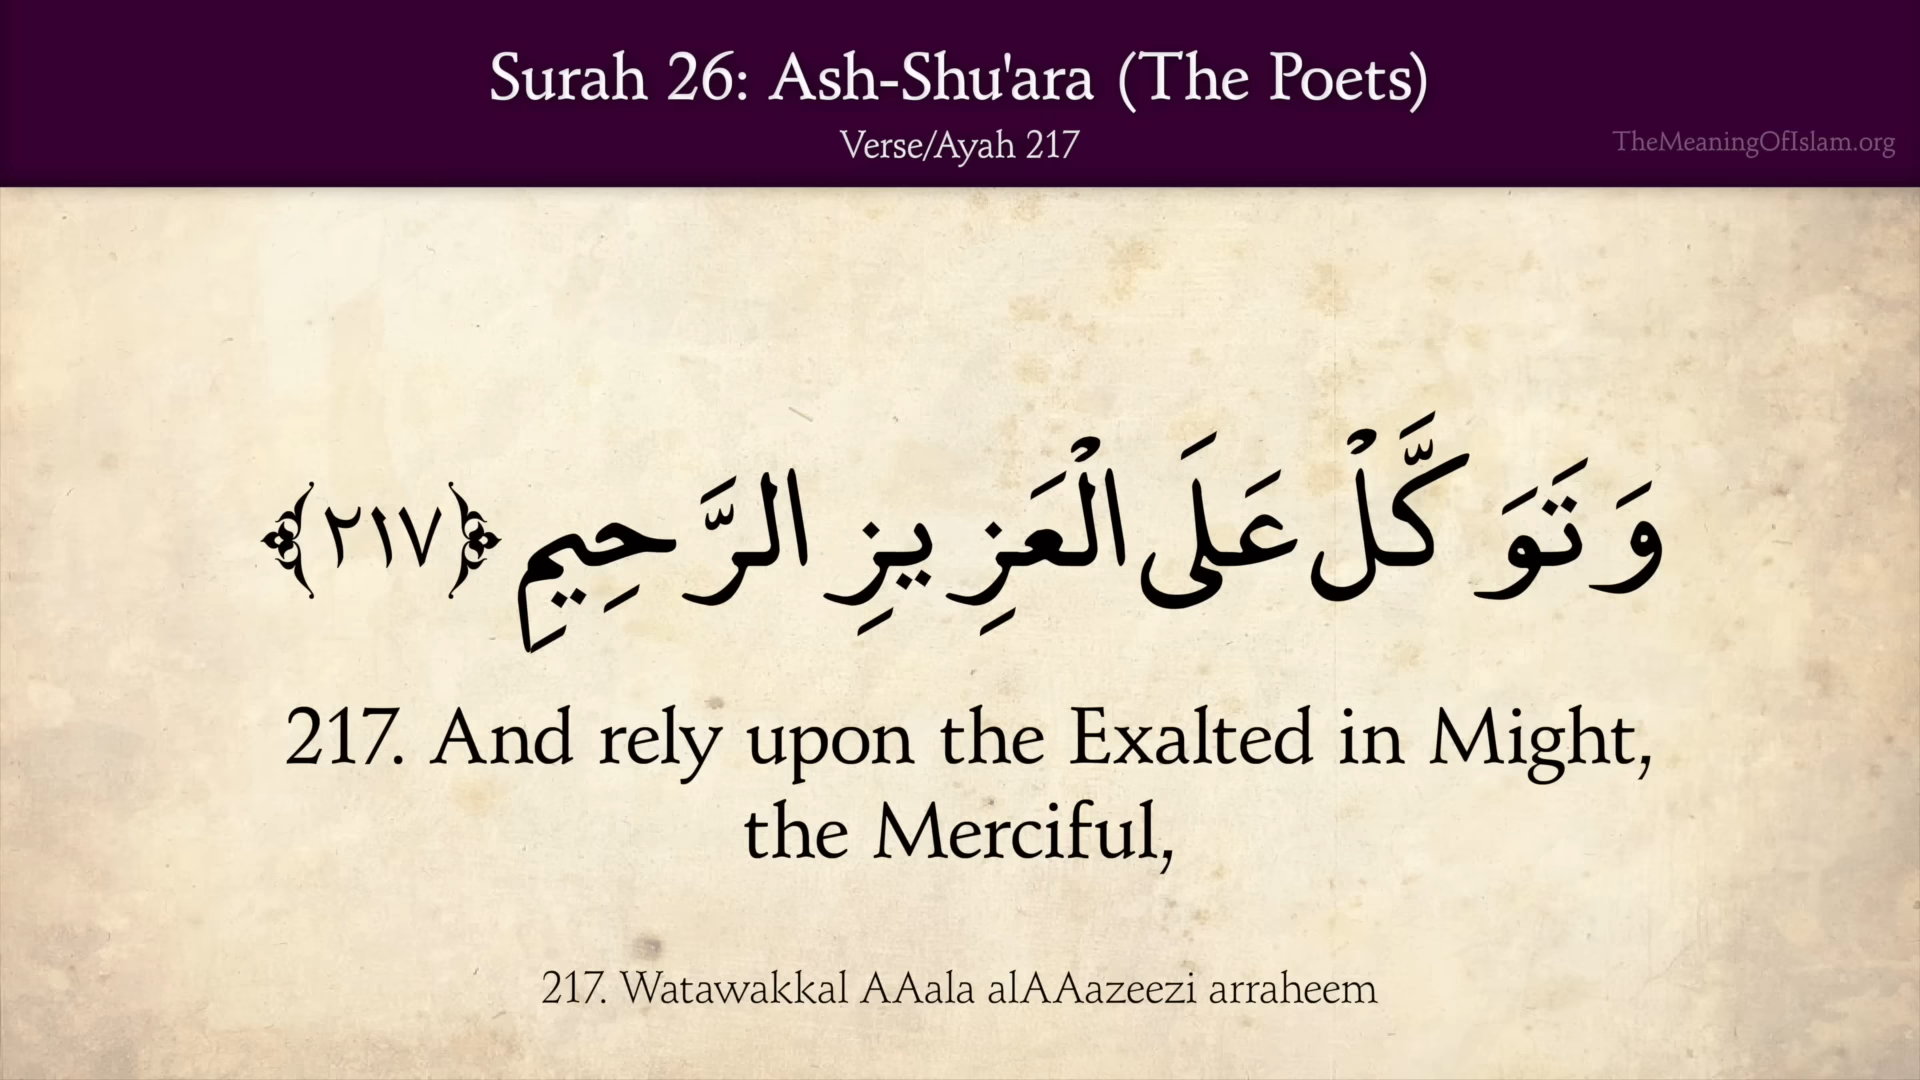 Surah 26: Ash-Shu'ara (The Poets)
Verse/Ayah 217
TheMeaningOfIslam.org
وَتَوَكَّلْ عَلَى الْعَزِيزِ الرَّحِيمِ ﴿٢١٧﴾
217. And rely upon the Exalted in Might,
the Merciful,
217. Watawakkal AAala alAAazeezi arraheem